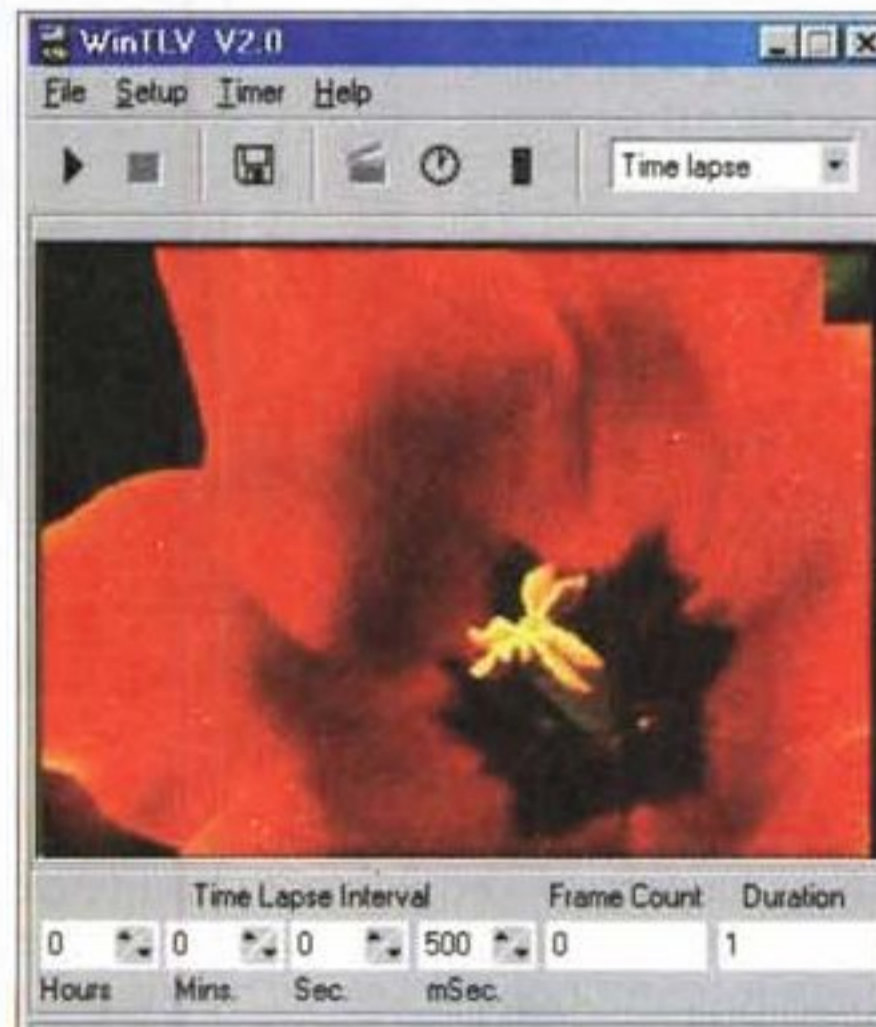 WinTLV V2.0
File Setup Timer Help
Time lapse
Time Lapse Interval Frame Count Duration
0 0 0 500 0 1
Hours Mins. Sec. mSec.